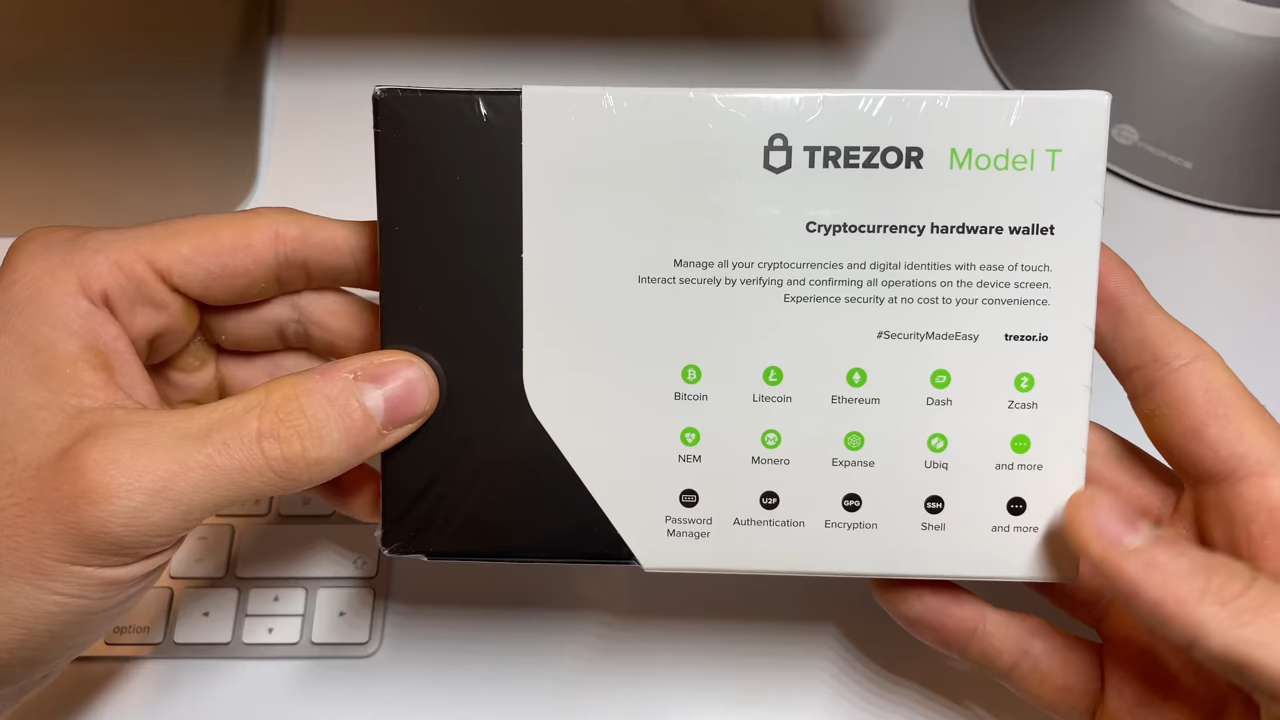 TREZOR Model T
Cryptocurrency hardware wallet
Manage all your cryptocurrencies and digital identities with ease of touch.
Interact securely by verifying and confirming all operations on the device screen.
Experience security at no cost to your convenience.
#SecurityMadeEasy trezor.io
Bitcoin Litecoin Ethereum Dash Zcash
NEM Monero Expanse Ubiq and more
U2F GPG SSH
Password Manager Authentication Encryption Shell and more
option